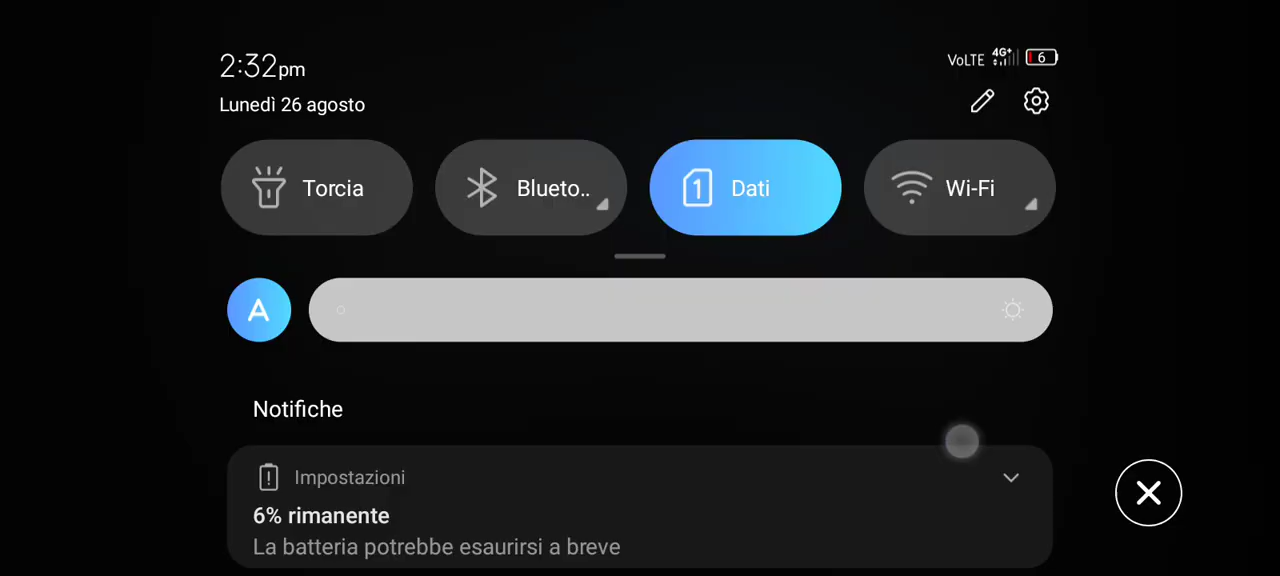 2:32pm
VoLTE 4G+ 6
Lunedì 26 agosto
Torcia
Blueto..
1 Dati
Wi-Fi
A
Notifiche
Impostazioni
6% rimanente
La batteria potrebbe esaurirsi a breve